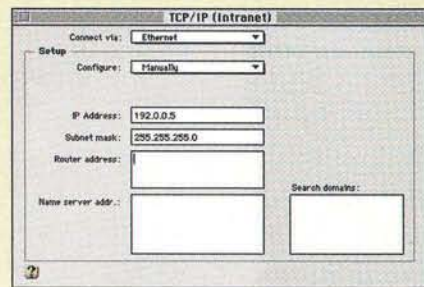 TCP/IP (Intranet)
Connect via: Ethernet
Setup
Configure: Manually
IP Address: 192.0.0.5
Subnet mask: 255.255.255.0
Router address:
Search domains:
Name server addr.:
?